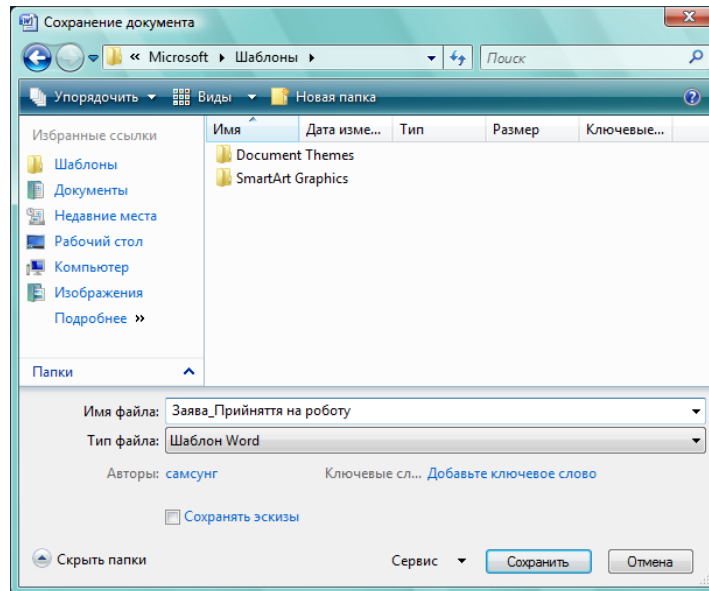 Сохранение документа
« Microsoft Шаблоны
Поиск
Упорядочить Виды Новая папка
Избранные ссылки
Шаблоны
Документы
Недавние места
Рабочий стол
Компьютер
Изображения
Подробнее »
Папки
Имя Дата изме... Тип Размер Ключевые...
Document Themes
SmartArt Graphics
Имя файла: Заява_Прийняття на роботу
Тип файла: Шаблон Word
Авторы: самсунг Ключевые сл... Добавьте ключевое слово
Сохранять эскизы
Скрыть папки Сервис Сохранить Отмена